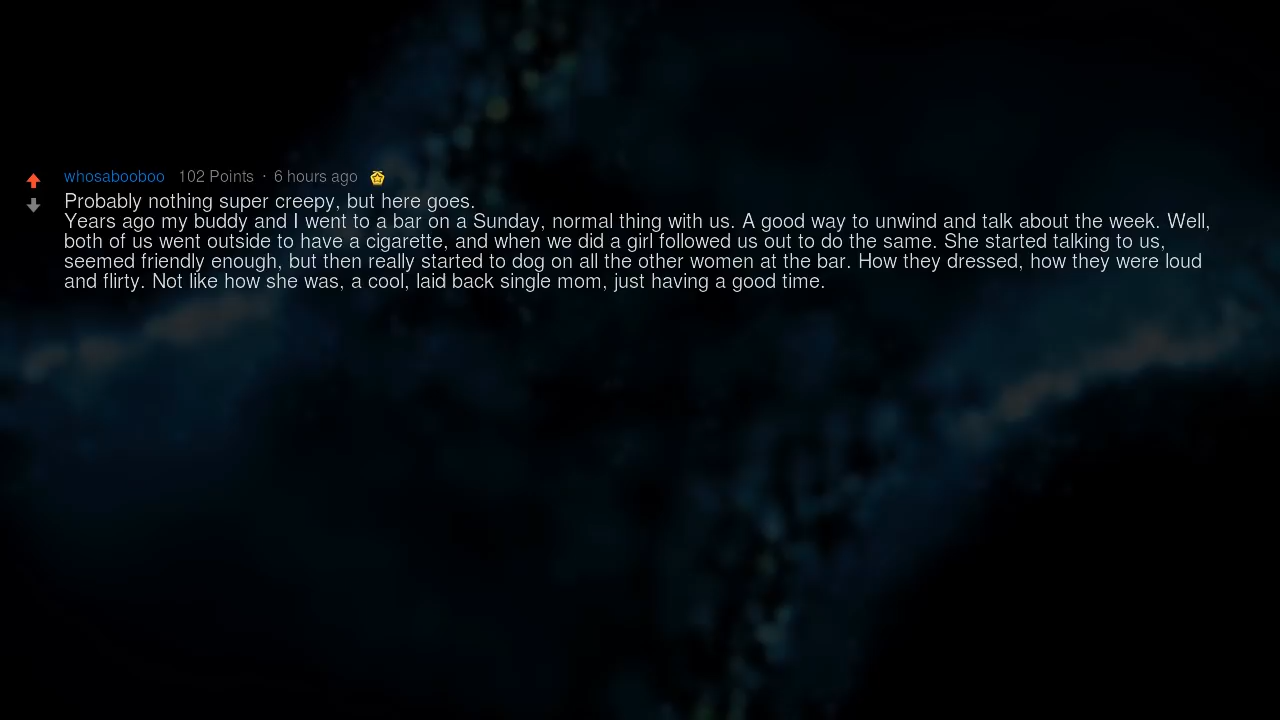 whosabooboo 102 Points · 6 hours ago
Probably nothing super creepy, but here goes.
Years ago my buddy and I went to a bar on a Sunday, normal thing with us. A good way to unwind and talk about the week. Well,
both of us went outside to have a cigarette, and when we did a girl followed us out to do the same. She started talking to us,
seemed friendly enough, but then really started to dog on all the other women at the bar. How they dressed, how they were loud
and flirty. Not like how she was, a cool, laid back single mom, just having a good time.